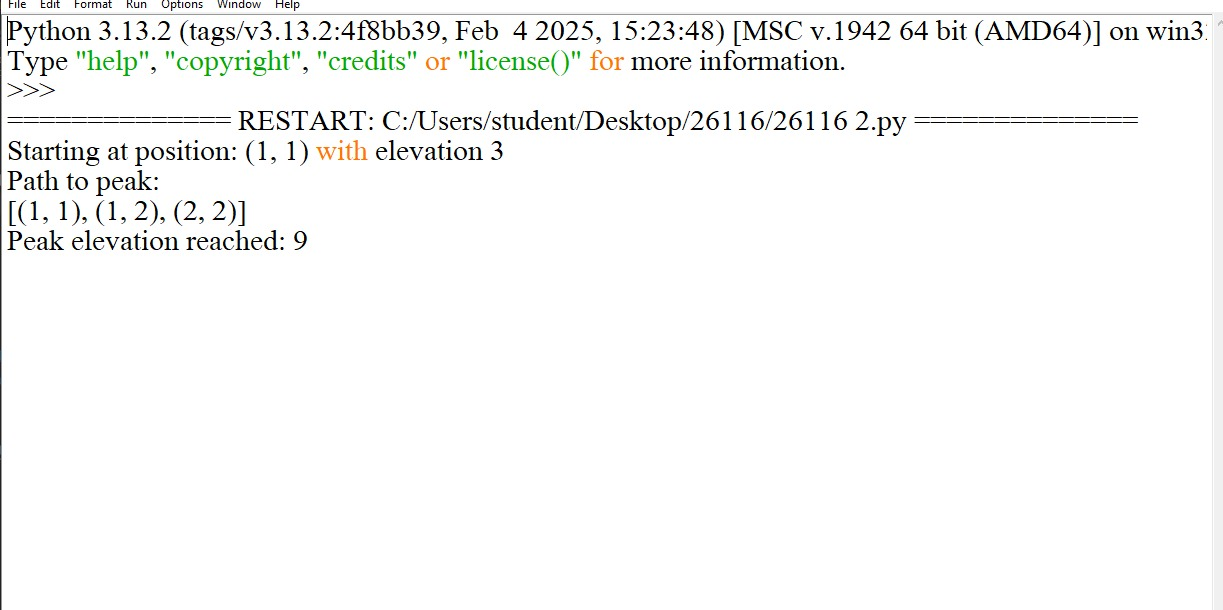 File Edit Format Run Options Window Help
Python 3.13.2 (tags/v3.13.2:4f8bb39, Feb  4 2025, 15:23:48) [MSC v.1942 64 bit (AMD64)] on win3
Type "help", "copyright", "credits" or "license()" for more information.
>>>
============== RESTART: C:/Users/student/Desktop/26116/26116 2.py ==============
Starting at position: (1, 1) with elevation 3
Path to peak:
[(1, 1), (1, 2), (2, 2)]
Peak elevation reached: 9